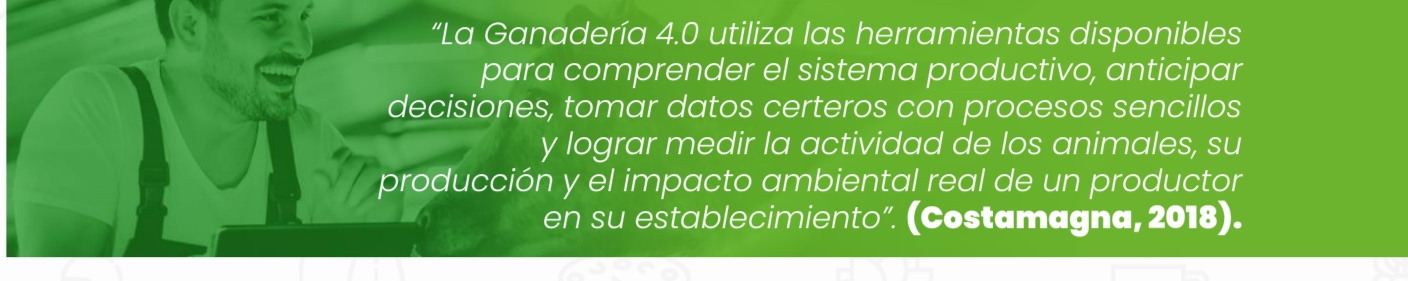 “La Ganadería 4.0 utiliza las herramientas disponibles
para comprender el sistema productivo, anticipar
decisiones, tomar datos certeros con procesos sencillos
y lograr medir la actividad de los animales, su
producción y el impacto ambiental real de un productor
en su establecimiento”. (Costamagna, 2018).